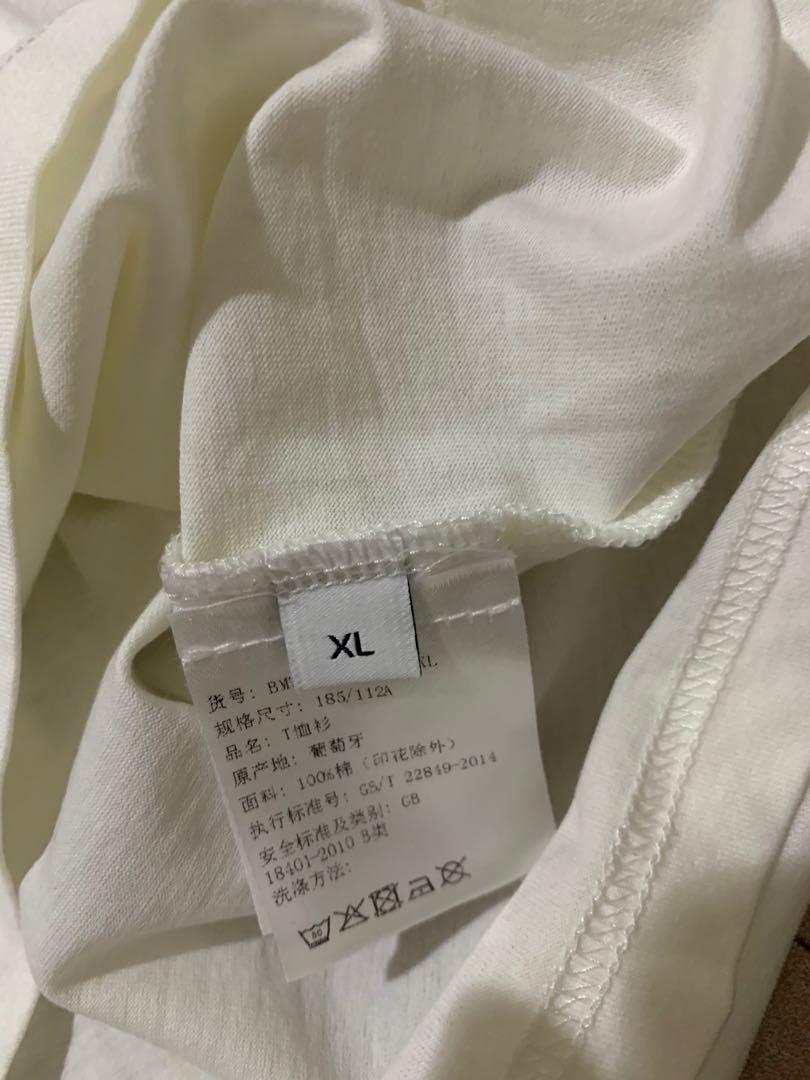 XL
货号: BM XL
规格尺寸: 185/112A
品名: T恤衫
原产地: 葡萄牙
面料: 100%棉 (印花除外)
执行标准号: GS/T 22849-2014
安全标准及类别: GB
18401-2010 B类
洗涤方法: